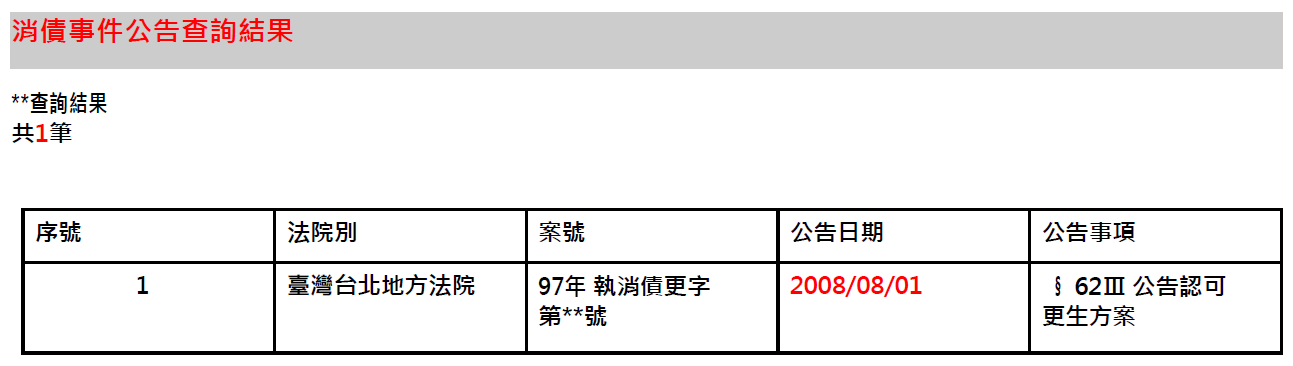 消債事件公告查詢結果
**查詢結果
共1筆
序號 法院別 案號 公告日期 公告事項
1 臺灣台北地方法院 97年 執消債更字 2008/08/01 § 62Ⅲ 公告認可
第**號 更生方案